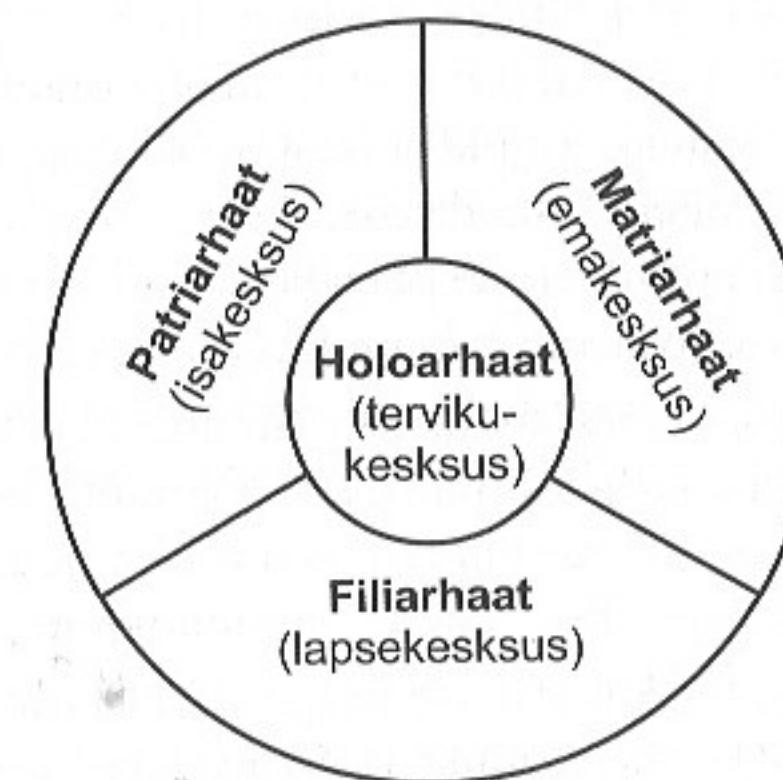 Patriarhaat
(isakesksus)
Matriarhaat
(emakesksus)
Holoarhaat
(terviku-
kesksus)
Filiarhaat
(lapsekesksus)